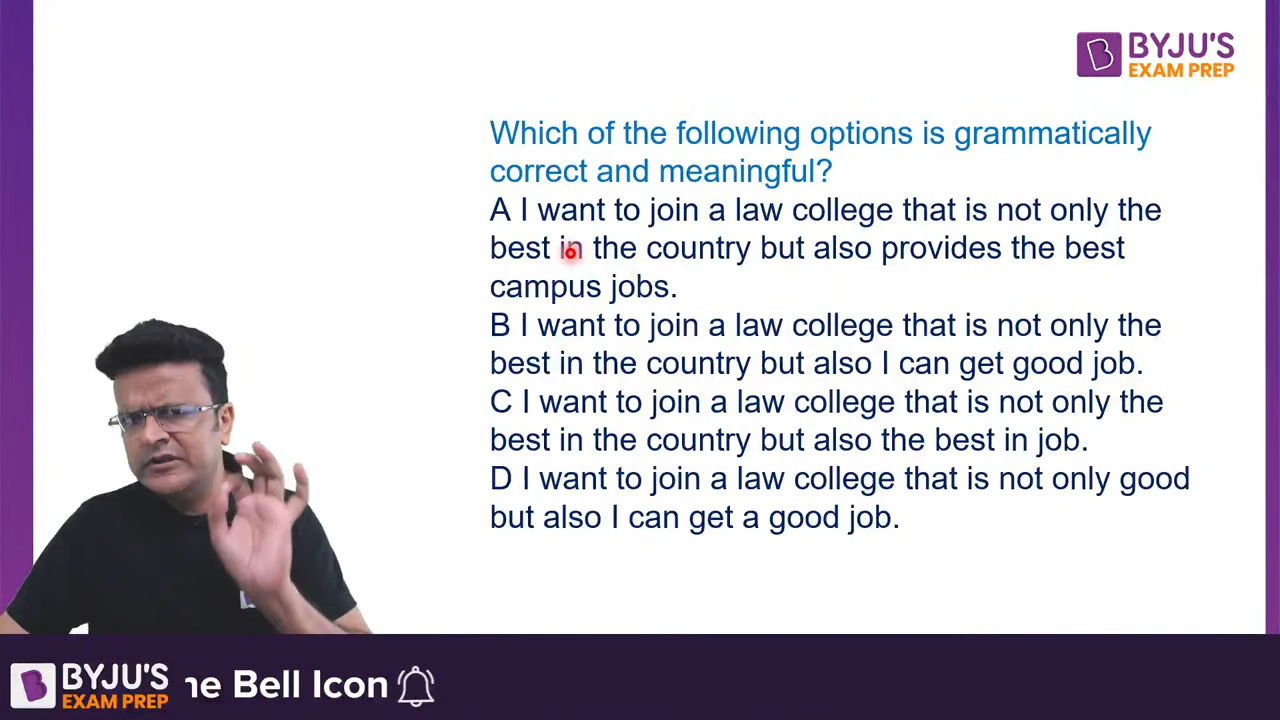 BYJU'S
EXAM PREP
Which of the following options is grammatically
correct and meaningful?
A I want to join a law college that is not only the
best in the country but also provides the best
campus jobs.
B I want to join a law college that is not only the
best in the country but also I can get good job.
C I want to join a law college that is not only the
best in the country but also the best in job.
D I want to join a law college that is not only good
but also I can get a good job.
BYJU'S
EXAM PREP
he Bell Icon